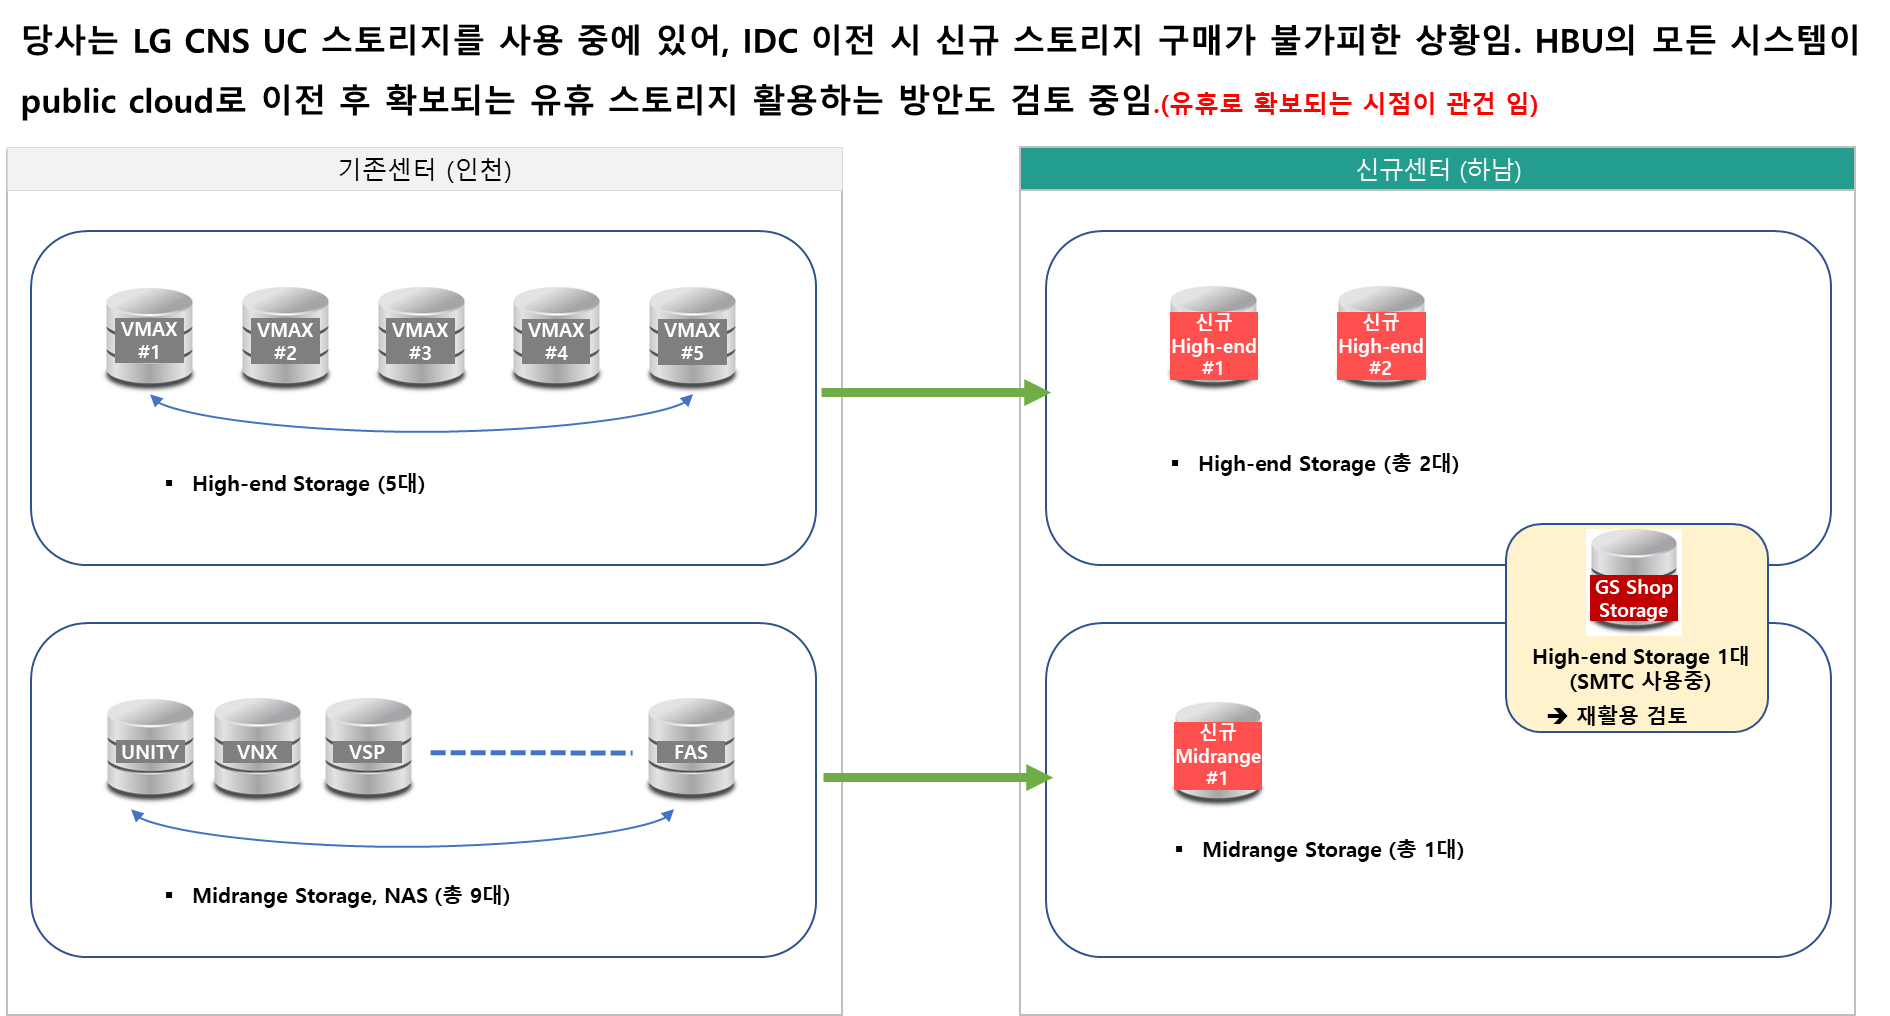 당사는 LG CNS UC 스토리지를 사용 중에 있어, IDC 이전 시 신규 스토리지 구매가 불가피한 상황임. HBU의 모든 시스템이
public cloud로 이전 후 확보되는 유휴 스토리지 활용하는 방안도 검토 중임.(유휴로 확보되는 시점이 관건 임)
기존센터 (인천)
VMAX
#1
VMAX
#2
VMAX
#3
VMAX
#4
VMAX
#5
▪ High-end Storage (5대)
UNITY
VNX
VSP
FAS
▪ Midrange Storage, NAS (총 9대)
신규센터 (하남)
신규
High-end
#1
신규
High-end
#2
▪ High-end Storage (총 2대)
GS Shop
Storage
High-end Storage 1대
(SMTC 사용중)
➔ 재활용 검토
신규
Midrange
#1
▪ Midrange Storage (총 1대)